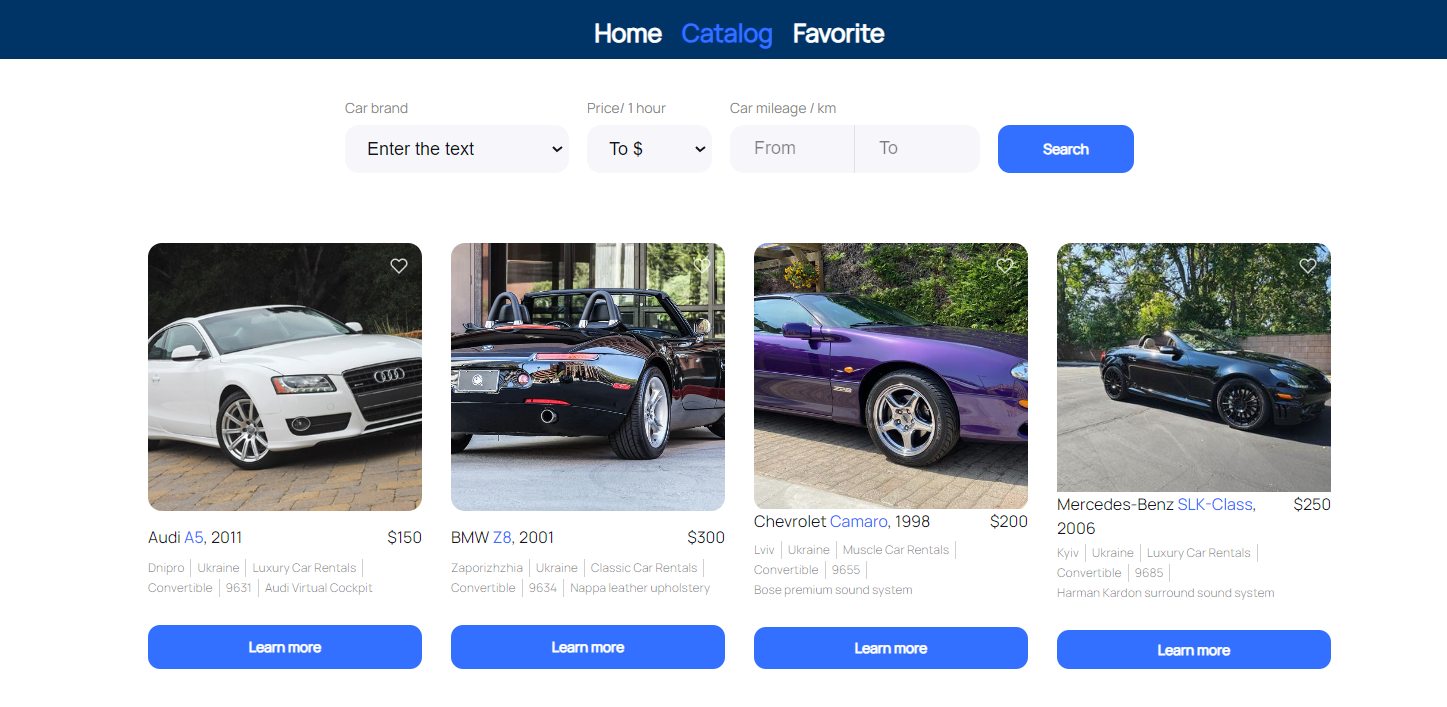 Home Catalog Favorite
Car brand Price/ 1 hour Car mileage / km
Enter the text To $ From To Search
Audi A5, 2011 $150
Dnipro Ukraine Luxury Car Rentals
Convertible 9631 Audi Virtual Cockpit
Learn more
BMW Z8, 2001 $300
Zaporizhzhia Ukraine Classic Car Rentals
Convertible 9634 Nappa leather upholstery
Learn more
Chevrolet Camaro, 1998 $200
Lviv Ukraine Muscle Car Rentals
Convertible 9655
Bose premium sound system
Learn more
Mercedes-Benz SLK-Class, $250
2006
Kyiv Ukraine Luxury Car Rentals
Convertible 9685
Harman Kardon surround sound system
Learn more